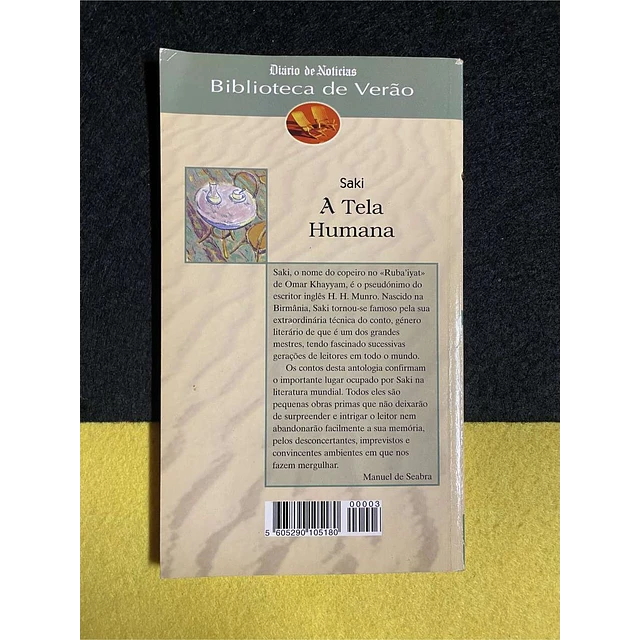 Diário de Notícias
Biblioteca de Verão
Saki
A Tela
Humana
Saki, o nome do copeiro no «Ruba'iyat»
de Omar Khayyam, é o pseudónimo do
escritor inglês H. H. Munro. Nascido na
Birmânia, Saki tornou-se famoso pela sua
extraordinária técnica do conto, género
literário de que é um dos grandes
mestres, tendo fascinado sucessivas
gerações de leitores em todo o mundo.
Os contos desta antologia confirmam
o importante lugar ocupado por Saki na
literatura mundial. Todos eles são
pequenas obras primas que não deixarão
de surpreender e intrigar o leitor nem
abandonarão facilmente a sua memória,
pelos desconcertantes, imprevistos e
convincentes ambientes em que nos
fazem mergulhar.
Manuel de Seabra
00003
5 605290 105180